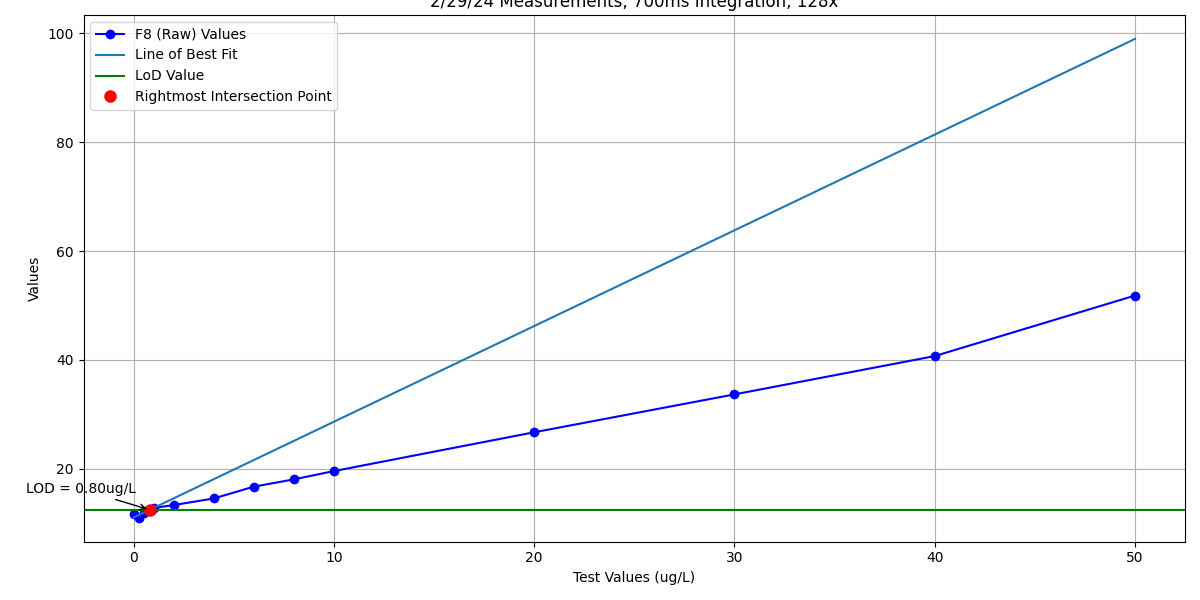 2/29/24 Measurements, 700ms Integration, 128x
F8 (Raw) Values
Line of Best Fit
LoD Value
Rightmost Intersection Point
100
80
60
40
20
Values
LOD = 0.80ug/L
0 10 20 30 40 50
Test Values (ug/L)